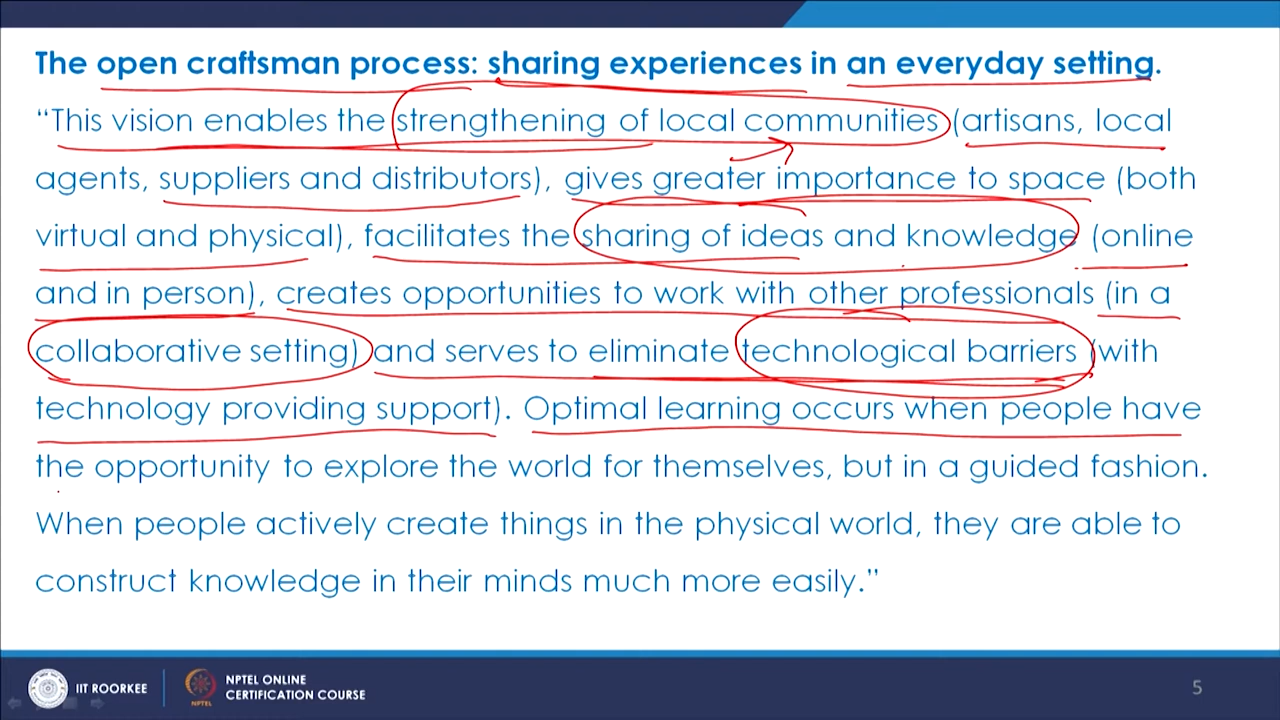 The open craftsman process: sharing experiences in an everyday setting.
“This vision enables the strengthening of local communities (artisans, local
agents, suppliers and distributors), gives greater importance to space (both
virtual and physical), facilitates the sharing of ideas and knowledge (online
and in person), creates opportunities to work with other professionals (in a
collaborative setting) and serves to eliminate technological barriers (with
technology providing support). Optimal learning occurs when people have
the opportunity to explore the world for themselves, but in a guided fashion.
When people actively create things in the physical world, they are able to
construct knowledge in their minds much more easily.”
IIT ROORKEE
NPTEL
NPTEL ONLINE
CERTIFICATION COURSE
5